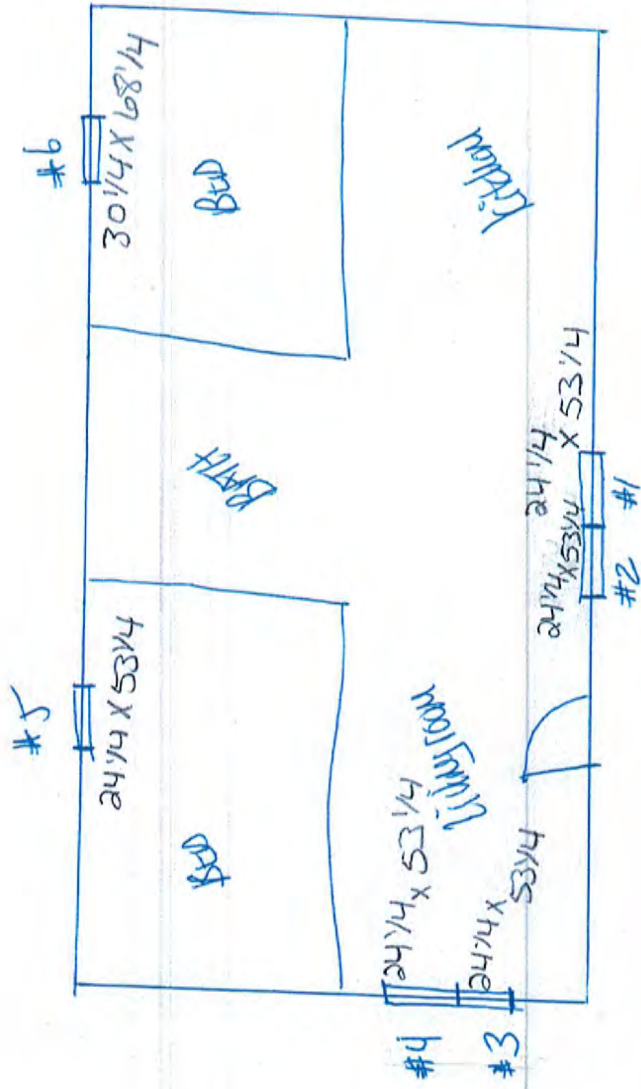 #5
#6
24 1/4 x 53 1/4
30 1/4 x 68 1/4
BED
BATH
BED
#4
24 1/4 x 53 1/4
Livingroom
Kitchen
#3
24 1/4 x
53 1/4
24 1/4 x 53 1/4
24 1/4
x 53 1/4
#2
#1